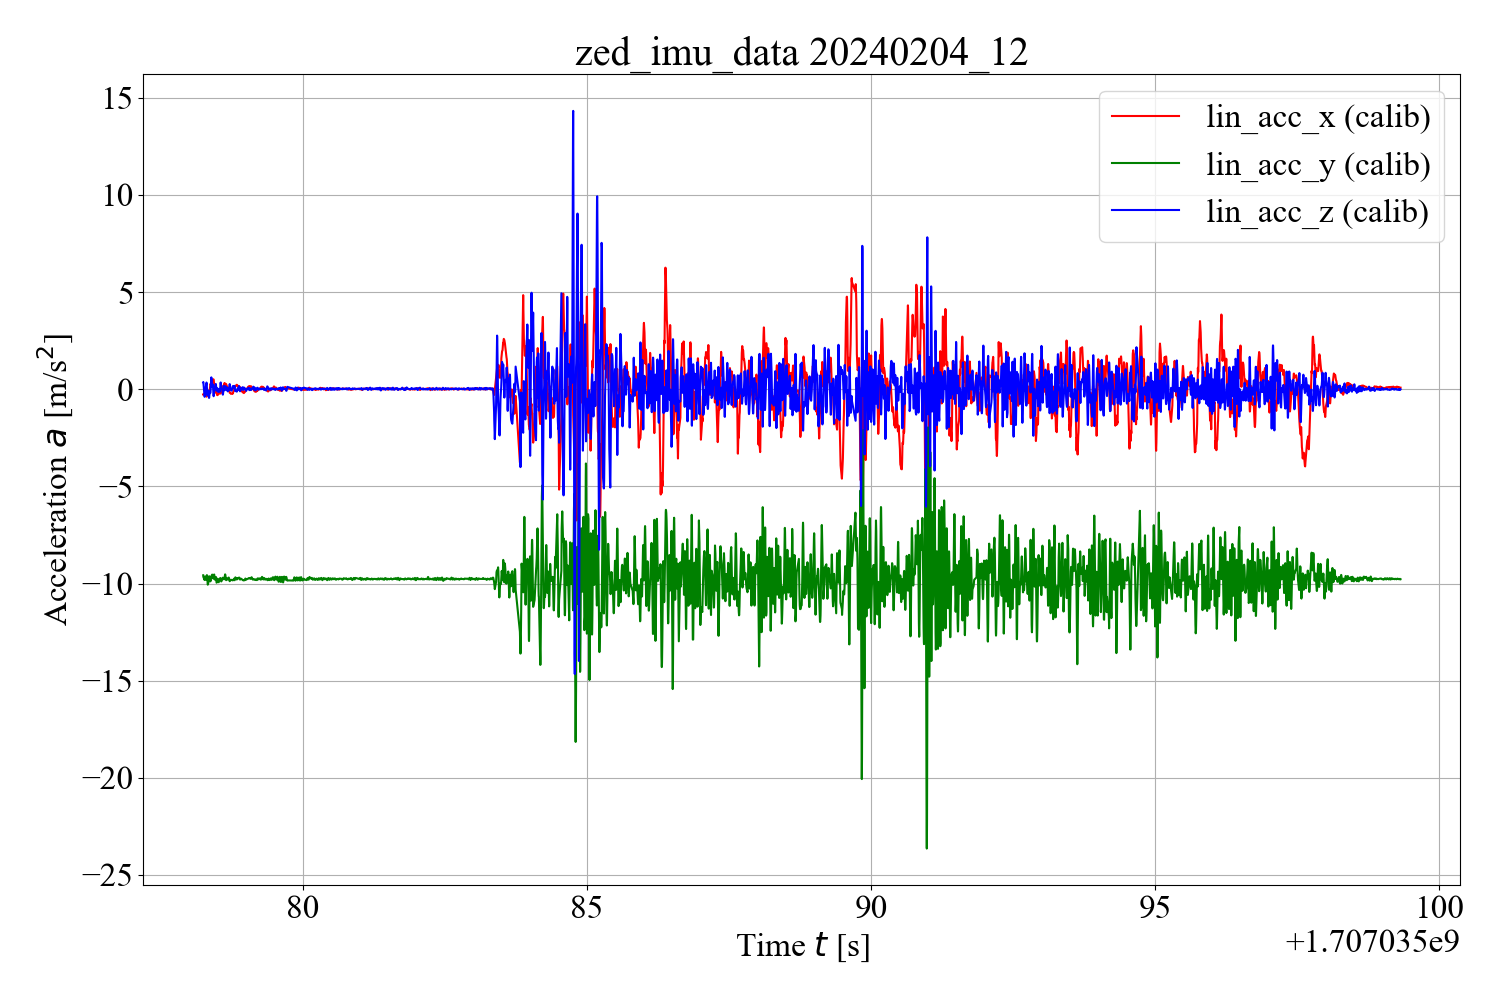 zed_imu_data 20240204_12
lin_acc_x (calib)
lin_acc_y (calib)
lin_acc_z (calib)
Acceleration a [m/s²]
15
10
5
0
−5
−10
−15
−20
−25
80
85
90
95
100
Time t [s]
+1.707035e9